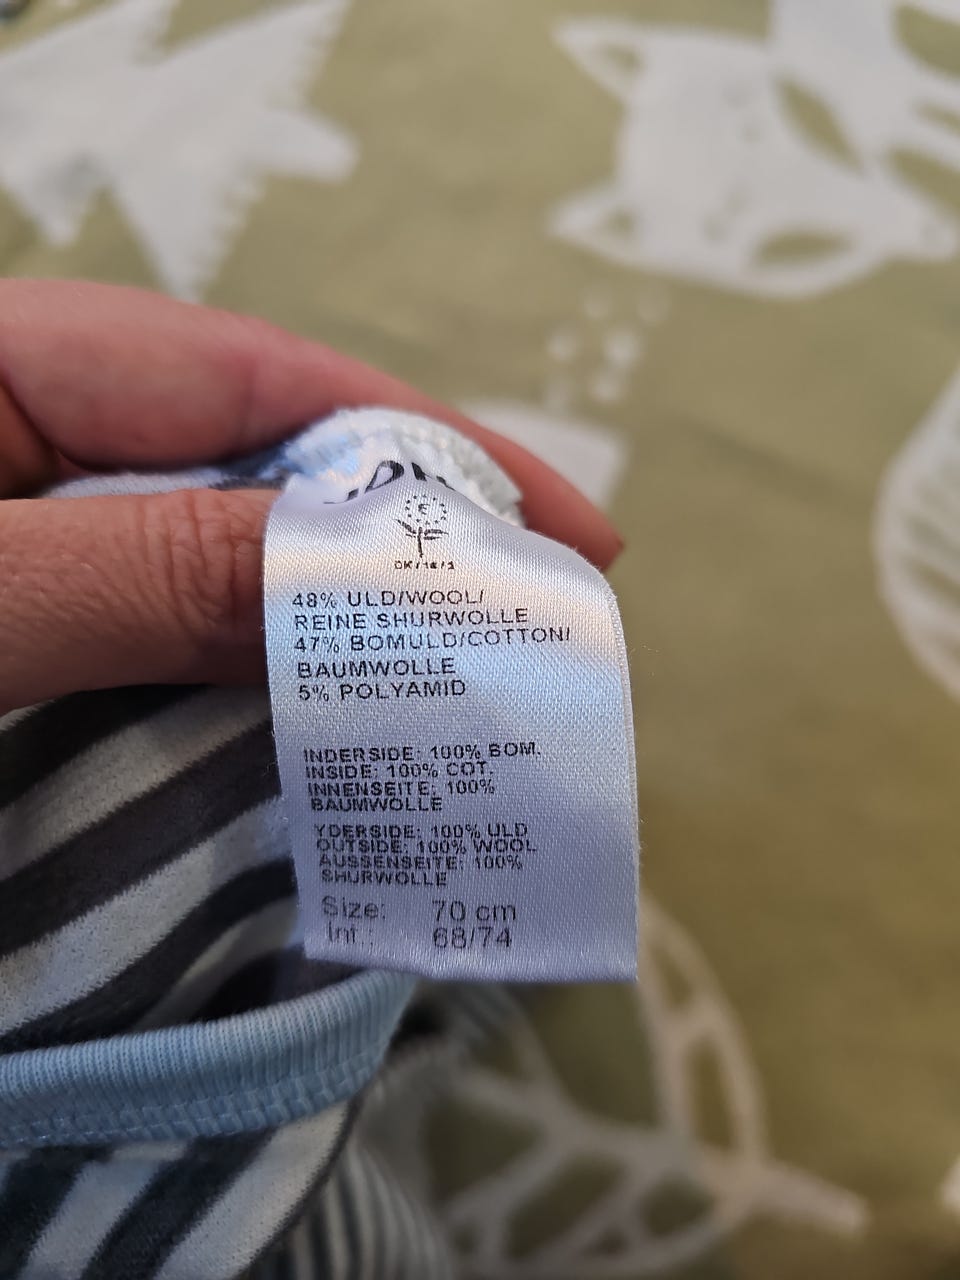 48% ULD/WOOL/
REINE SHURWOLLE
47% BOMULD/COTTON/
BAUMWOLLE
5% POLYAMID
INDERSIDE: 100% BOM.
INSIDE: 100% COT.
INNENSEITE: 100%
BAUMWOLLE
YDERSIDE: 100% ULD
OUTSIDE: 100% WOOL
AUSSENSEITE: 100%
SHURWOLLE
Size: 70 cm
Int.: 68/74